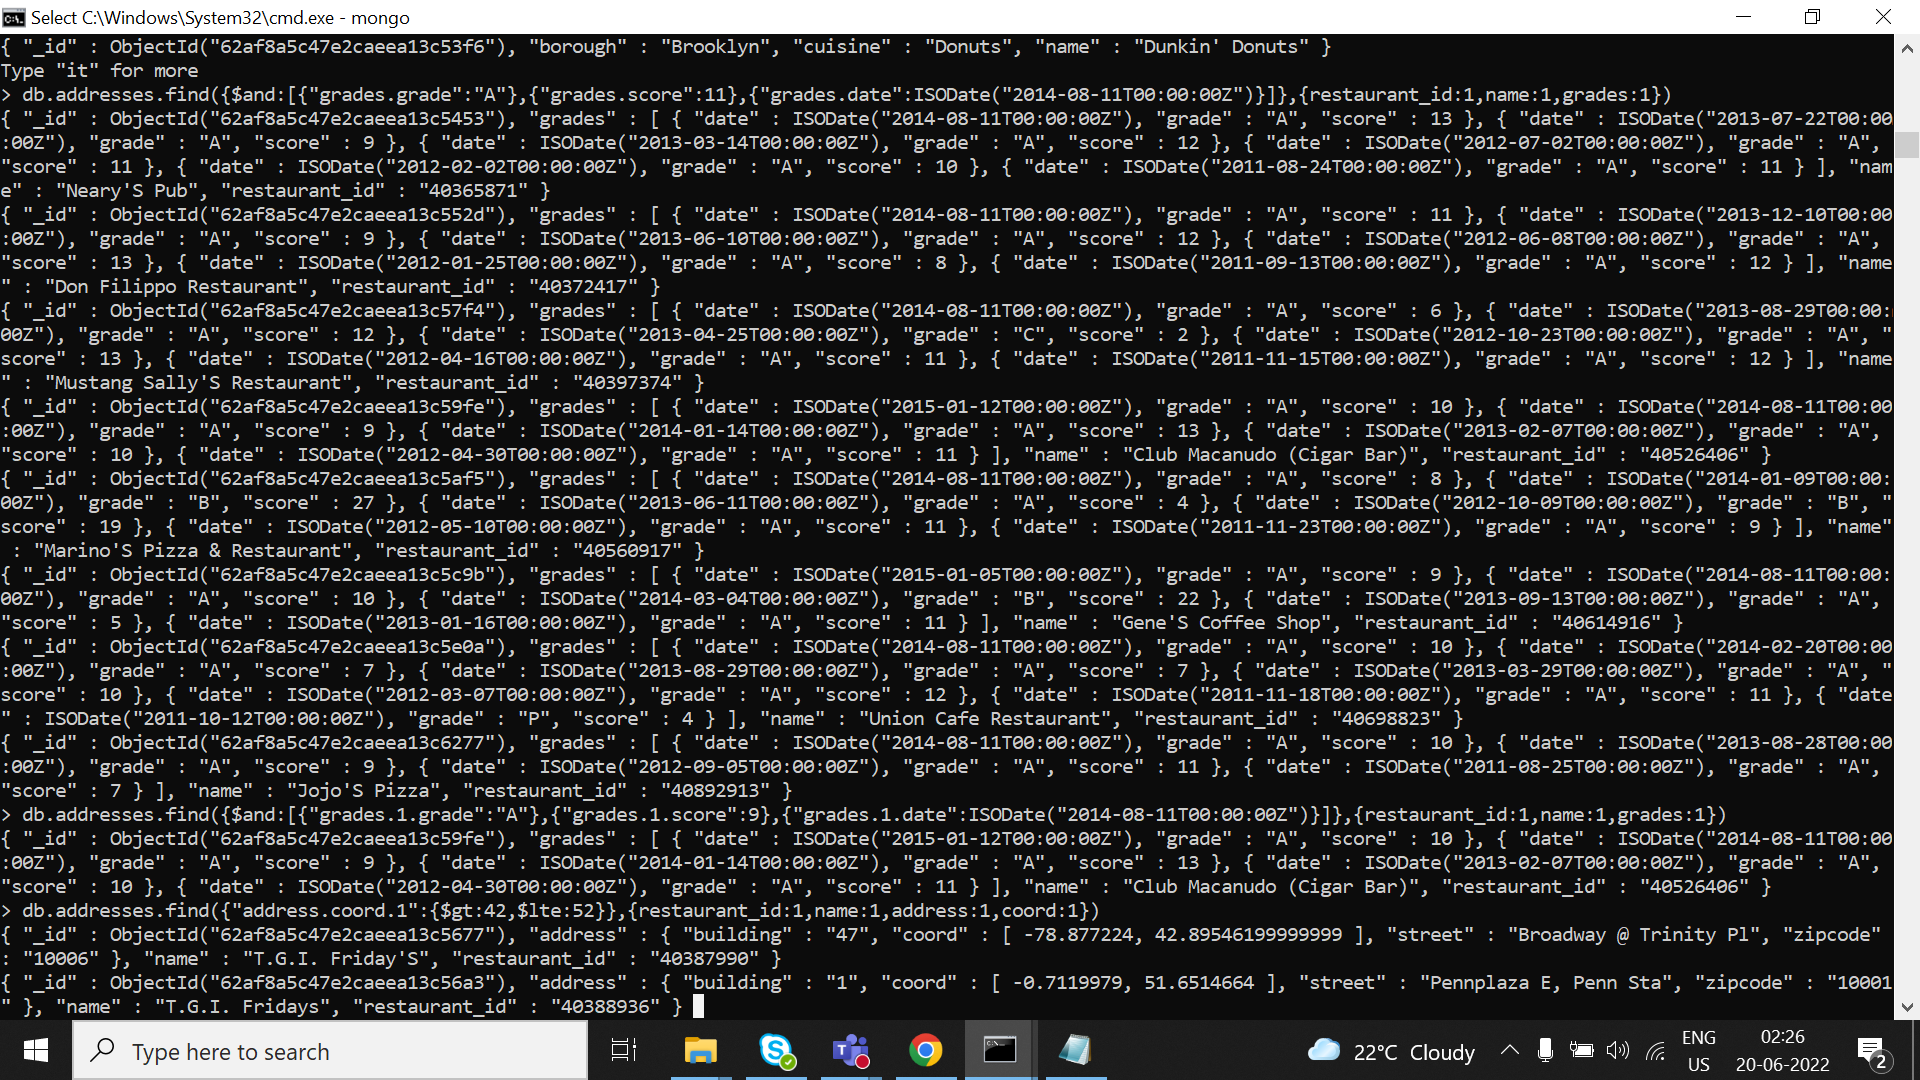 Select C:\Windows\System32\cmd.exe - mongo
{ "_id" : ObjectId("62af8a5c47e2caeea13c53f6"), "borough" : "Brooklyn", "cuisine" : "Donuts", "name" : "Dunkin' Donuts" }
Type "it" for more
> db.addresses.find({$and:[{"grades.grade":"A"},{"grades.score":11},{"grades.date":ISODate("2014-08-11T00:00:00Z")}]},{restaurant_id:1,name:1,grades:1})
{ "_id" : ObjectId("62af8a5c47e2caeea13c5453"), "grades" : [ { "date" : ISODate("2014-08-11T00:00:00Z"), "grade" : "A", "score" : 13 }, { "date" : ISODate("2013-07-22T00:00
:00Z"), "grade" : "A", "score" : 9 }, { "date" : ISODate("2013-03-14T00:00:00Z"), "grade" : "A", "score" : 12 }, { "date" : ISODate("2012-07-02T00:00:00Z"), "grade" : "A",
"score" : 11 }, { "date" : ISODate("2012-02-02T00:00:00Z"), "grade" : "A", "score" : 10 }, { "date" : ISODate("2011-08-24T00:00:00Z"), "grade" : "A", "score" : 11 } ], "nam
e" : "Neary'S Pub", "restaurant_id" : "40365871" }
{ "_id" : ObjectId("62af8a5c47e2caeea13c552d"), "grades" : [ { "date" : ISODate("2014-08-11T00:00:00Z"), "grade" : "A", "score" : 11 }, { "date" : ISODate("2013-12-10T00:00
:00Z"), "grade" : "A", "score" : 9 }, { "date" : ISODate("2013-06-10T00:00:00Z"), "grade" : "A", "score" : 12 }, { "date" : ISODate("2012-06-08T00:00:00Z"), "grade" : "A",
"score" : 13 }, { "date" : ISODate("2012-01-25T00:00:00Z"), "grade" : "A", "score" : 8 }, { "date" : ISODate("2011-09-13T00:00:00Z"), "grade" : "A", "score" : 12 } ], "name
" : "Don Filippo Restaurant", "restaurant_id" : "40372417" }
{ "_id" : ObjectId("62af8a5c47e2caeea13c57f4"), "grades" : [ { "date" : ISODate("2014-08-11T00:00:00Z"), "grade" : "A", "score" : 6 }, { "date" : ISODate("2013-08-29T00:00:
00Z"), "grade" : "A", "score" : 12 }, { "date" : ISODate("2013-04-25T00:00:00Z"), "grade" : "C", "score" : 2 }, { "date" : ISODate("2012-10-23T00:00:00Z"), "grade" : "A", "
score" : 13 }, { "date" : ISODate("2012-04-16T00:00:00Z"), "grade" : "A", "score" : 11 }, { "date" : ISODate("2011-11-15T00:00:00Z"), "grade" : "A", "score" : 12 } ], "name
" : "Mustang Sally'S Restaurant", "restaurant_id" : "40397374" }
{ "_id" : ObjectId("62af8a5c47e2caeea13c59fe"), "grades" : [ { "date" : ISODate("2015-01-12T00:00:00Z"), "grade" : "A", "score" : 10 }, { "date" : ISODate("2014-08-11T00:00
:00Z"), "grade" : "A", "score" : 9 }, { "date" : ISODate("2014-01-14T00:00:00Z"), "grade" : "A", "score" : 13 }, { "date" : ISODate("2013-02-07T00:00:00Z"), "grade" : "A",
"score" : 10 }, { "date" : ISODate("2012-04-30T00:00:00Z"), "grade" : "A", "score" : 11 } ], "name" : "Club Macanudo (Cigar Bar)", "restaurant_id" : "40526406" }
{ "_id" : ObjectId("62af8a5c47e2caeea13c5af5"), "grades" : [ { "date" : ISODate("2014-08-11T00:00:00Z"), "grade" : "A", "score" : 8 }, { "date" : ISODate("2014-01-09T00:00:
00Z"), "grade" : "B", "score" : 27 }, { "date" : ISODate("2013-06-11T00:00:00Z"), "grade" : "A", "score" : 4 }, { "date" : ISODate("2012-10-09T00:00:00Z"), "grade" : "B", "
score" : 19 }, { "date" : ISODate("2012-05-10T00:00:00Z"), "grade" : "A", "score" : 11 }, { "date" : ISODate("2011-11-23T00:00:00Z"), "grade" : "A", "score" : 9 } ], "name"
: "Marino'S Pizza & Restaurant", "restaurant_id" : "40560917" }
{ "_id" : ObjectId("62af8a5c47e2caeea13c5c9b"), "grades" : [ { "date" : ISODate("2015-01-05T00:00:00Z"), "grade" : "A", "score" : 9 }, { "date" : ISODate("2014-08-11T00:00:
00Z"), "grade" : "A", "score" : 10 }, { "date" : ISODate("2014-03-04T00:00:00Z"), "grade" : "B", "score" : 22 }, { "date" : ISODate("2013-09-13T00:00:00Z"), "grade" : "A",
"score" : 5 }, { "date" : ISODate("2013-01-16T00:00:00Z"), "grade" : "A", "score" : 11 } ], "name" : "Gene'S Coffee Shop", "restaurant_id" : "40614916" }
{ "_id" : ObjectId("62af8a5c47e2caeea13c5e0a"), "grades" : [ { "date" : ISODate("2014-08-11T00:00:00Z"), "grade" : "A", "score" : 10 }, { "date" : ISODate("2014-02-20T00:00
:00Z"), "grade" : "A", "score" : 7 }, { "date" : ISODate("2013-08-29T00:00:00Z"), "grade" : "A", "score" : 7 }, { "date" : ISODate("2013-03-29T00:00:00Z"), "grade" : "A", "
score" : 10 }, { "date" : ISODate("2012-03-07T00:00:00Z"), "grade" : "A", "score" : 12 }, { "date" : ISODate("2011-11-18T00:00:00Z"), "grade" : "A", "score" : 11 }, { "date
" : ISODate("2011-10-12T00:00:00Z"), "grade" : "P", "score" : 4 } ], "name" : "Union Cafe Restaurant", "restaurant_id" : "40698823" }
{ "_id" : ObjectId("62af8a5c47e2caeea13c6277"), "grades" : [ { "date" : ISODate("2014-08-11T00:00:00Z"), "grade" : "A", "score" : 10 }, { "date" : ISODate("2013-08-28T00:00
:00Z"), "grade" : "A", "score" : 9 }, { "date" : ISODate("2012-09-05T00:00:00Z"), "grade" : "A", "score" : 11 }, { "date" : ISODate("2011-08-25T00:00:00Z"), "grade" : "A",
"score" : 7 } ], "name" : "Jojo'S Pizza", "restaurant_id" : "40892913" }
> db.addresses.find({$and:[{"grades.1.grade":"A"},{"grades.1.score":9},{"grades.1.date":ISODate("2014-08-11T00:00:00Z")}]},{restaurant_id:1,name:1,grades:1})
{ "_id" : ObjectId("62af8a5c47e2caeea13c59fe"), "grades" : [ { "date" : ISODate("2015-01-12T00:00:00Z"), "grade" : "A", "score" : 10 }, { "date" : ISODate("2014-08-11T00:00
:00Z"), "grade" : "A", "score" : 9 }, { "date" : ISODate("2014-01-14T00:00:00Z"), "grade" : "A", "score" : 13 }, { "date" : ISODate("2013-02-07T00:00:00Z"), "grade" : "A",
"score" : 10 }, { "date" : ISODate("2012-04-30T00:00:00Z"), "grade" : "A", "score" : 11 } ], "name" : "Club Macanudo (Cigar Bar)", "restaurant_id" : "40526406" }
> db.addresses.find({"address.coord.1":{$gt:42,$lte:52}},{restaurant_id:1,name:1,address:1,coord:1})
{ "_id" : ObjectId("62af8a5c47e2caeea13c5677"), "address" : { "building" : "47", "coord" : [ -78.877224, 42.89546199999999 ], "street" : "Broadway @ Trinity Pl", "zipcode"
: "10006" }, "name" : "T.G.I. Friday'S", "restaurant_id" : "40387990" }
{ "_id" : ObjectId("62af8a5c47e2caeea13c56a3"), "address" : { "building" : "1", "coord" : [ -0.7119979, 51.6514664 ], "street" : "Pennplaza E, Penn Sta", "zipcode" : "10001
" }, "name" : "T.G.I. Fridays", "restaurant_id" : "40388936" }
Type here to search
22°C Cloudy
ENG
US
02:26
20-06-2022
2